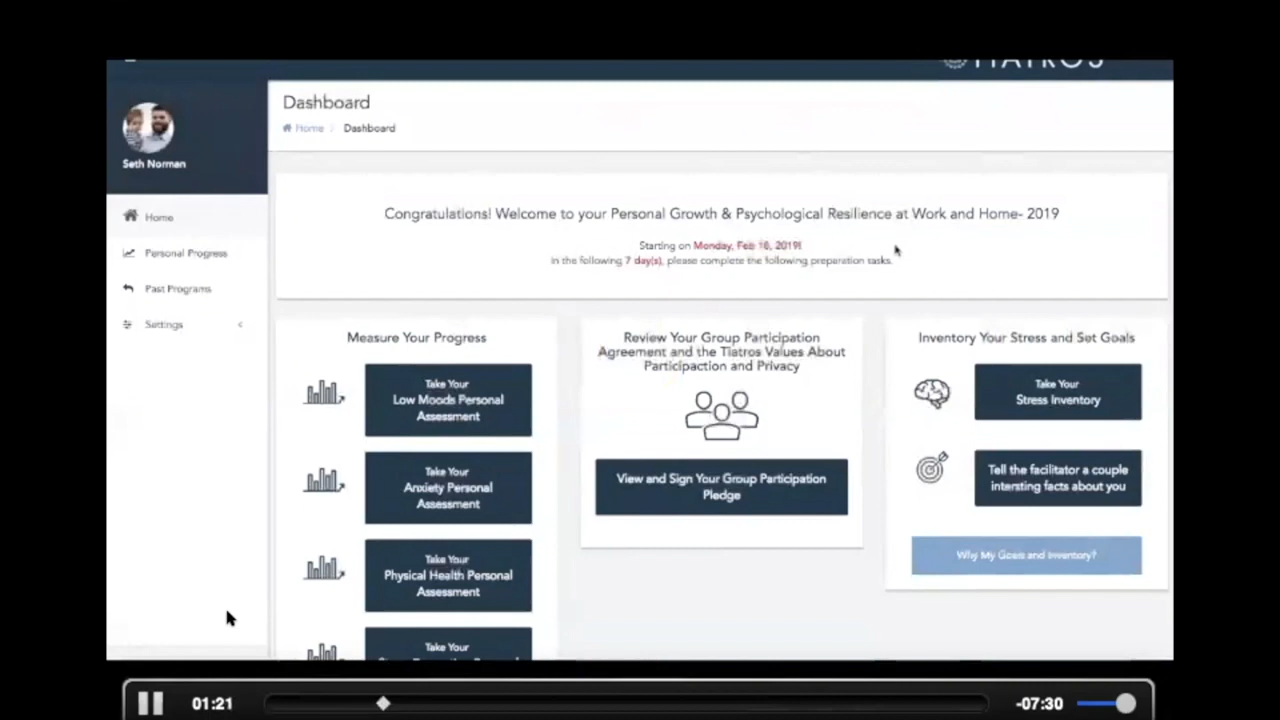 TIATROS
Dashboard
Home Dashboard
Seth Norman
Home
Personal Progress
Past Programs
Settings
Congratulations! Welcome to your Personal Growth & Psychological Resilience at Work and Home- 2019
Starting on Monday, Feb 18, 2019!
In the following 7 day(s), please complete the following preparation tasks.
Measure Your Progress
Take Your
Low Moods Personal
Assessment
Take Your
Anxiety Personal
Assessment
Take Your
Physical Health Personal
Assessment
Take Your
Review Your Group Participation
Agreement and the Tiatros Values About
Participaction and Privacy
View and Sign Your Group Participation
Pledge
Inventory Your Stress and Set Goals
Take Your
Stress Inventory
Tell the facilitator a couple
intersting facts about you
Why My Goals and Inventory?
01:21
-07:30